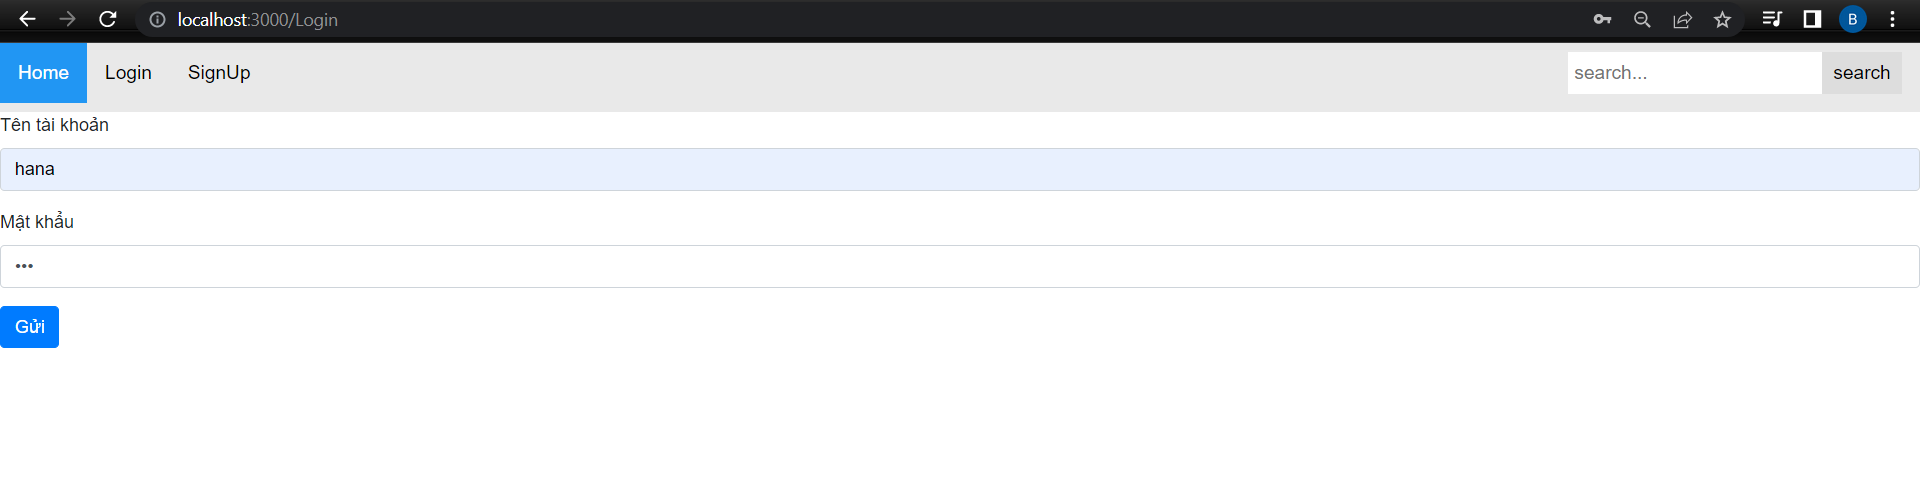 localhost:3000/Login
B
Home Login SignUp search... search
Tên tài khoản
hana
Mật khẩu
•••
Gửi